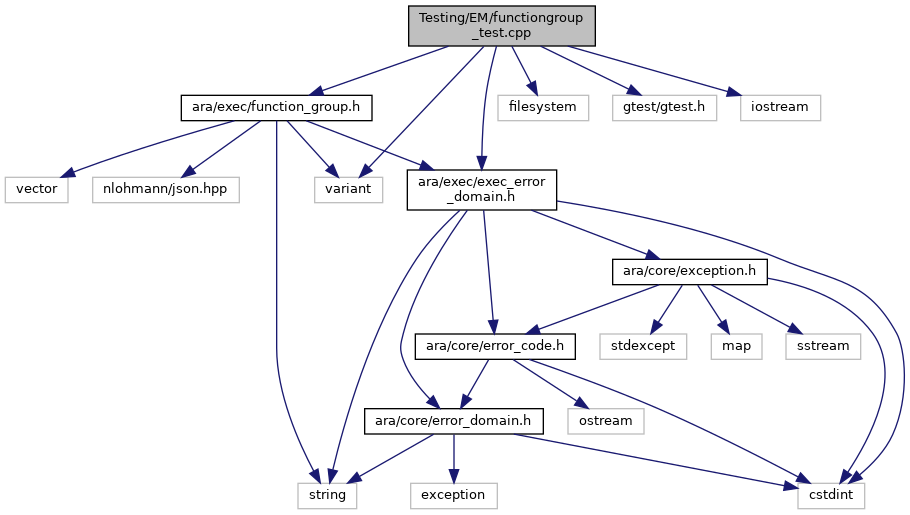 Testing/EM/functiongroup
_test.cpp
ara/exec/function_group.h
filesystem
gtest/gtest.h
iostream
vector
nlohmann/json.hpp
variant
ara/exec/exec_error
_domain.h
ara/core/exception.h
ara/core/error_code.h
stdexcept
map
sstream
ara/core/error_domain.h
ostream
string
exception
cstdint